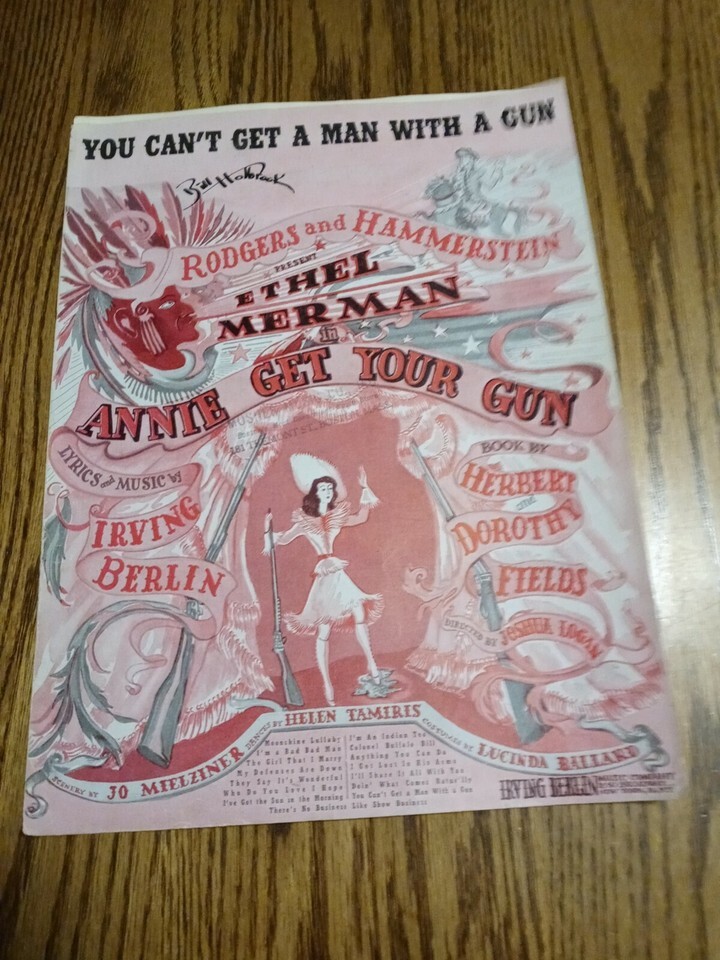 YOU CAN'T GET A MAN WITH A GUN
Bill Holbrook
RODGERS and HAMMERSTEIN
PRESENT
ETHEL
MERMAN
in
ANNIE GET YOUR GUN
LYRICS and MUSIC by
IRVING
BERLIN
BOOK BY
HERBERT
and
DOROTHY
FIELDS
DIRECTED BY
JOSHUA LOGAN
SCENERY BY JO MIELZINER
DANCES BY HELEN TAMIRIS
COSTUMES BY LUCINDA BALLARD
Moonshine Lullaby
I'm a Bad Bad Man
The Girl That I Marry
My Defenses Are Down
They Say It's Wonderful
Who Do You Love I Hope
I've Got the Sun in the Morning
I'm An Indian Too
Colonel Buffalo Bill
Anything You Can Do
I Got Lost In His Arms
I'll Share It All With You
Doin' What Comes Natur'lly
You Can't Get a Man With a Gun
There's No Business Like Show Business
IRVING BERLIN